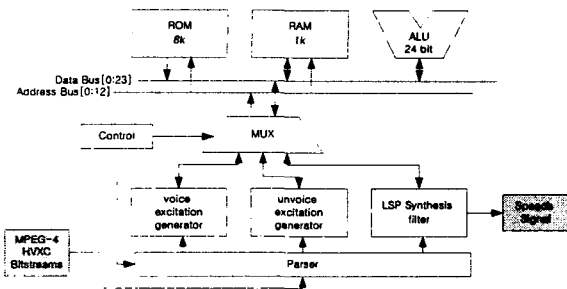 ROM
6k
RAM
1k
ALU
24 bit
Data Bus[0:23]
Address Bus[0:12]
Control
MUX
voice
excitation
generator
unvoice
excitation
generator
LSP Synthesis
filter
Speech
Signal
MPEG-4
HVXC
Bitstreams
Parser